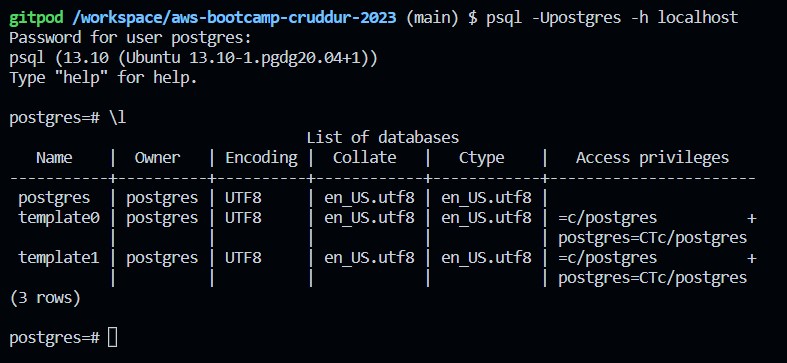 gitpod /workspace/aws-bootcamp-cruddur-2023 (main) $ psql -Upostgres -h localhost
Password for user postgres:
psql (13.10 (Ubuntu 13.10-1.pgdg20.04+1))
Type "help" for help.

postgres=# \l
                                 List of databases
   Name    |  Owner   | Encoding |  Collate   |   Ctype    |   Access privileges
-----------+----------+----------+------------+------------+-----------------------
 postgres  | postgres | UTF8     | en_US.utf8 | en_US.utf8 |
 template0 | postgres | UTF8     | en_US.utf8 | en_US.utf8 | =c/postgres          +
           |          |          |            |            | postgres=CTc/postgres
 template1 | postgres | UTF8     | en_US.utf8 | en_US.utf8 | =c/postgres          +
           |          |          |            |            | postgres=CTc/postgres
(3 rows)

postgres=#